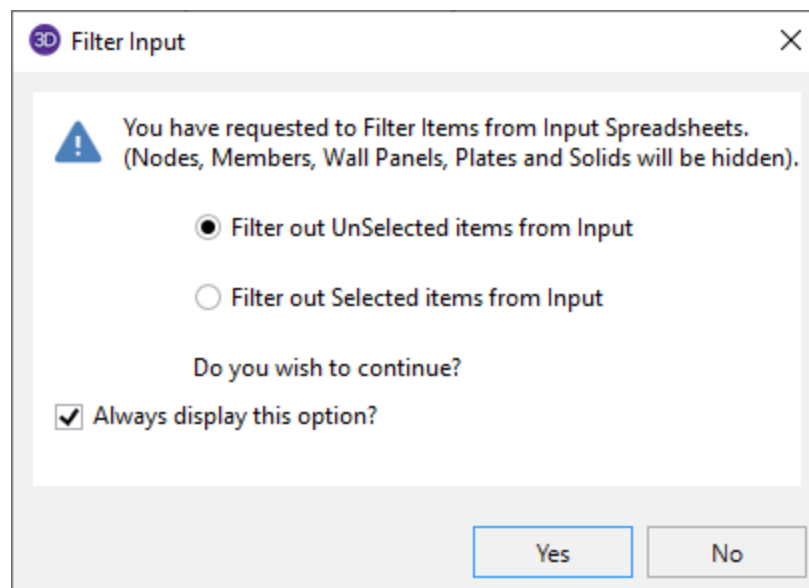 3D Filter Input
You have requested to Filter Items from Input Spreadsheets.
(Nodes, Members, Wall Panels, Plates and Solids will be hidden).
Filter out UnSelected items from Input
Filter out Selected items from Input
Do you wish to continue?
Always display this option?
Yes No